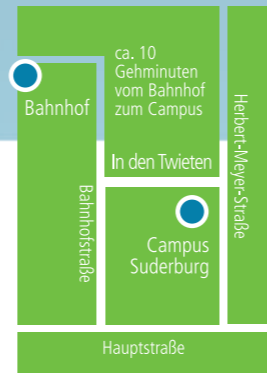 ca. 10
Gehminuten
vom Bahnhof
zum Campus
Bahnhof
In den Twieten
Herbert-Meyer-Straße
Bahnhofstraße
Campus
Suderburg
Hauptstraße